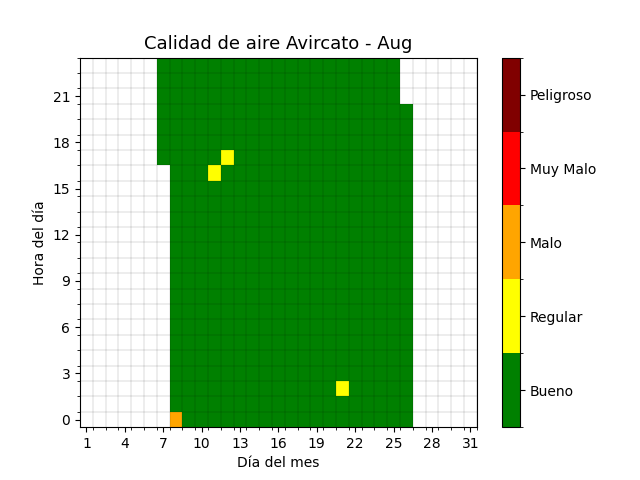 Calidad de aire Avircato - Aug
Hora del día
21
18
15
12
9
6
3
0
1 4 7 10 13 16 19 22 25 28 31
Día del mes
Peligroso
Muy Malo
Malo
Regular
Bueno